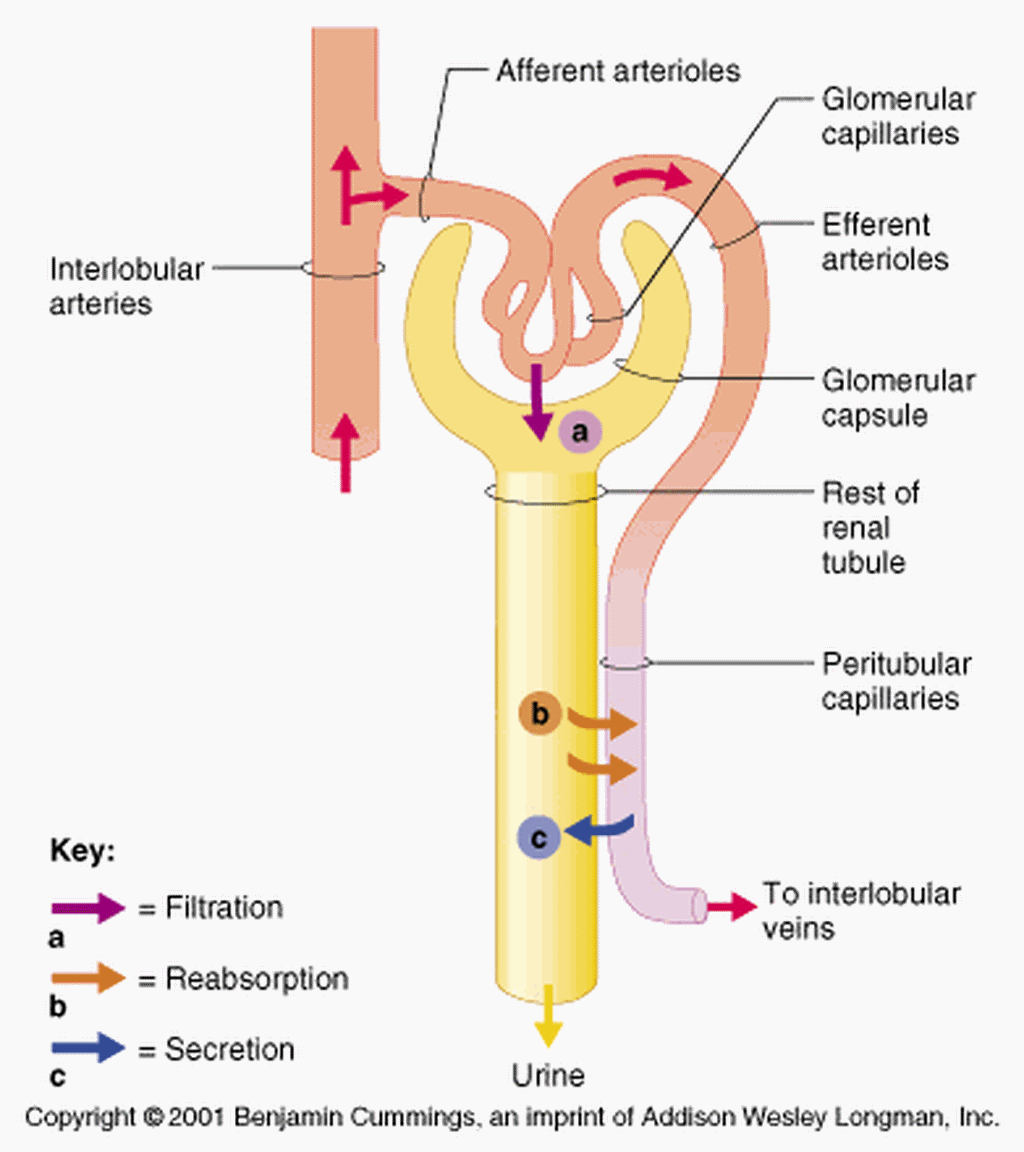 Afferent arterioles
Glomerular
capillaries
Efferent
arterioles
Interlobular
arteries
Glomerular
capsule
a
Rest of
renal
tubule
Peritubular
capillaries
b
c
Key:
= Filtration
a
= Reabsorption
b
= Secretion
c
To interlobular
veins
Urine
Copyright © 2001 Benjamin Cummings, an imprint of Addison Wesley Longman, Inc.